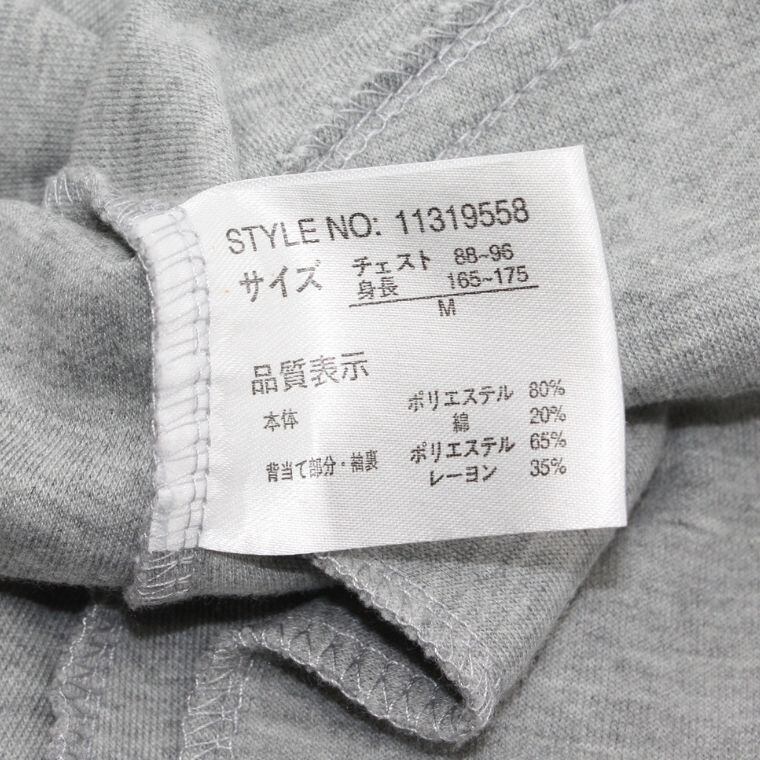 STYLE NO: 11319558
サイズ チェスト 88~96
身長 165~175
M
品質表示
本体 ポリエステル 80%
綿 20%
背当て部分・袖裏 ポリエステル 65%
レーヨン 35%